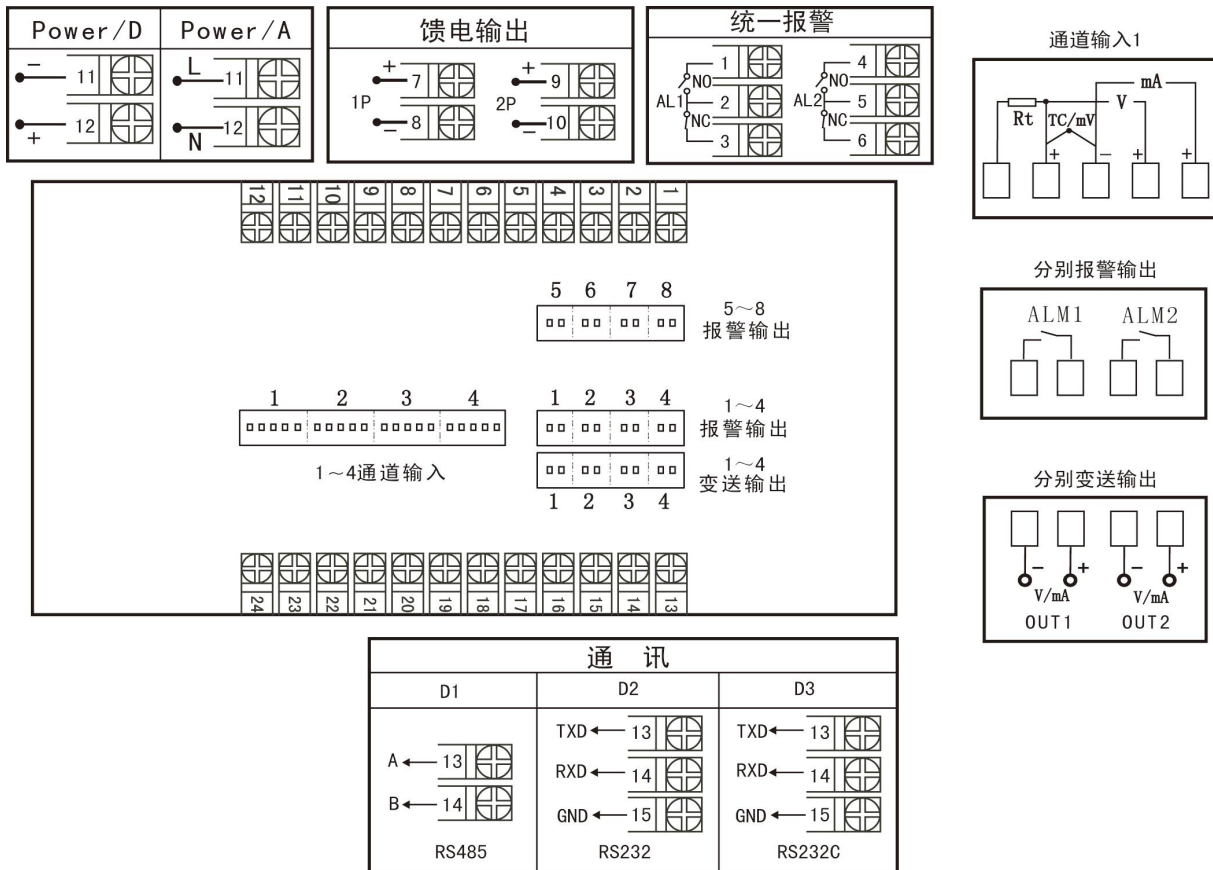 Power/D Power/A
- 11 L 11
+ 12 N 12
馈电输出
+ 7 + 9
1P 2P
- 8 - 10
统一报警
1 4
NO NO
AL1 2 AL2 5
NC NC
3 6
通道输入1
mA
V
Rt TC/mV
+ - + +
12 11 10 9 8 7 6 5 4 3 2 1
5 6 7 8
5～8
报警输出
1 2 3 4
1～4通道输入
1 2 3 4
1～4
报警输出
1～4
变送输出
1 2 3 4
24 23 22 21 20 19 18 17 16 15 14 13
分别报警输出
ALM1 ALM2
分别变送输出
- + - +
V/mA V/mA
OUT1 OUT2
通 讯
D1 D2 D3
A 13
B 14
RS485
TXD 13
RXD 14
GND 15
RS232
TXD 13
RXD 14
GND 15
RS232C